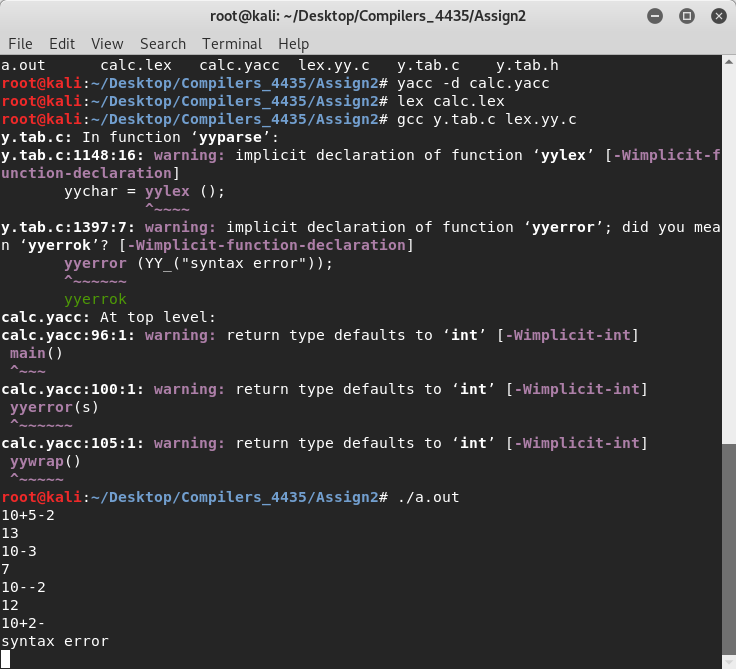 root@kali: ~/Desktop/Compilers_4435/Assign2
File Edit View Search Terminal Help
a.out      calc.lex   calc.yacc  lex.yy.c   y.tab.c    y.tab.h
root@kali:~/Desktop/Compilers_4435/Assign2# yacc -d calc.yacc
root@kali:~/Desktop/Compilers_4435/Assign2# lex calc.lex
root@kali:~/Desktop/Compilers_4435/Assign2# gcc y.tab.c lex.yy.c
y.tab.c: In function ‘yyparse’:
y.tab.c:1148:16: warning: implicit declaration of function ‘yylex’ [-Wimplicit-f
unction-declaration]
       yychar = yylex ();
                ^~~~~
y.tab.c:1397:7: warning: implicit declaration of function ‘yyerror’; did you mea
n ‘yyerrok’? [-Wimplicit-function-declaration]
       yyerror (YY_("syntax error"));
       ^~~~~~~
       yyerrok
calc.yacc: At top level:
calc.yacc:96:1: warning: return type defaults to ‘int’ [-Wimplicit-int]
 main()
 ^~~~
calc.yacc:100:1: warning: return type defaults to ‘int’ [-Wimplicit-int]
 yyerror(s)
 ^~~~~~~
calc.yacc:105:1: warning: return type defaults to ‘int’ [-Wimplicit-int]
 yywrap()
 ^~~~~~
root@kali:~/Desktop/Compilers_4435/Assign2# ./a.out
10+5-2
13
10-3
7
10--2
12
10+2-
syntax error